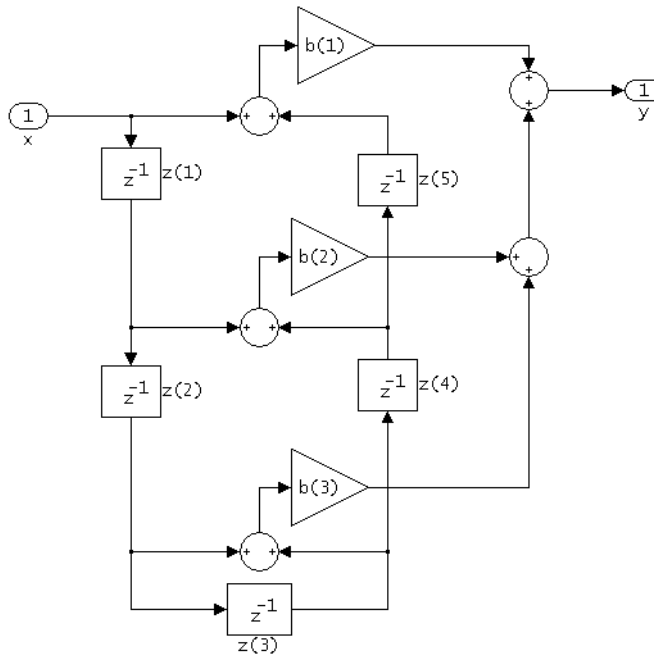 b(1)
+
+
1
y
1
x
+ +
z⁻¹ z(1)
z⁻¹ z(5)
b(2)
+
+
+ +
z⁻¹ z(2)
z⁻¹ z(4)
b(3)
+ +
z⁻¹
z(3)